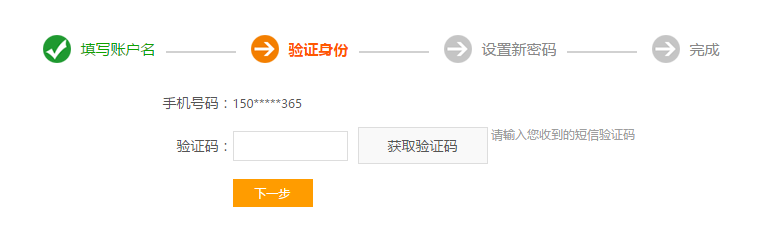 填写账户名 验证身份 设置新密码 完成
手机号码：150*****365
验证码： 获取验证码 请输入您收到的短信验证码
下一步